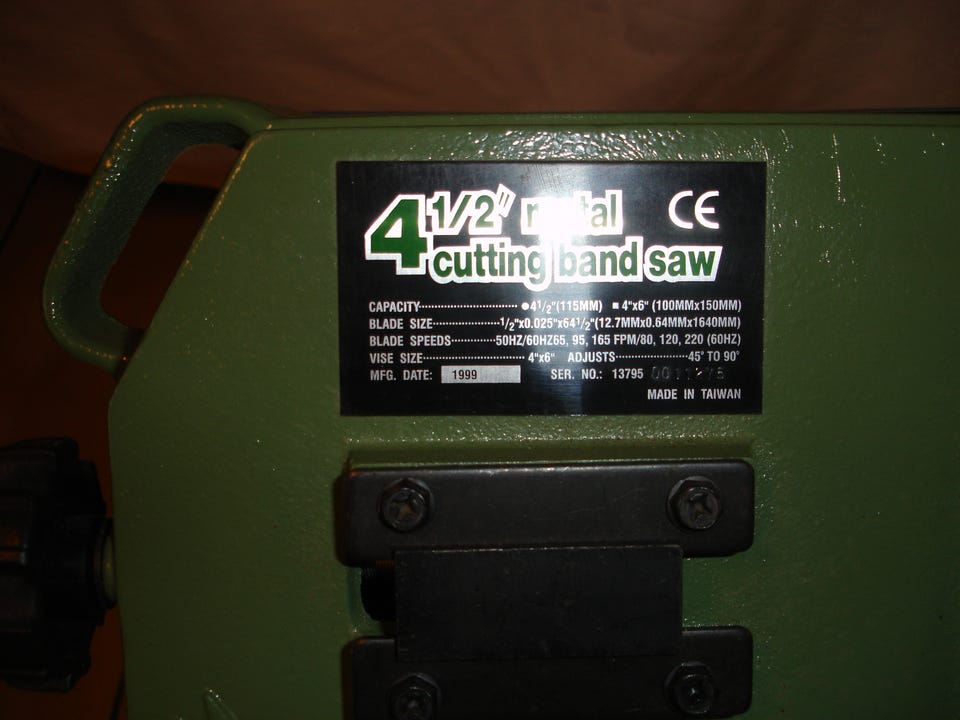 4 1/2" metal CE
cutting band saw
CAPACITY·························· ●4 1/2"(115MM) ■ 4"x6" (100MMx150MM)
BLADE SIZE··················1/2"x0.025"x64 1/2"(12.7MMx0.64MMx1640MM)
BLADE SPEEDS············50HZ/60HZ65, 95, 165 FPM/80, 120, 220 (60HZ)
VISE SIZE·························· 4"x6" ADJUSTS···················45° TO 90°
MFG. DATE: 1999 SER. NO.: 13795
MADE IN TAIWAN